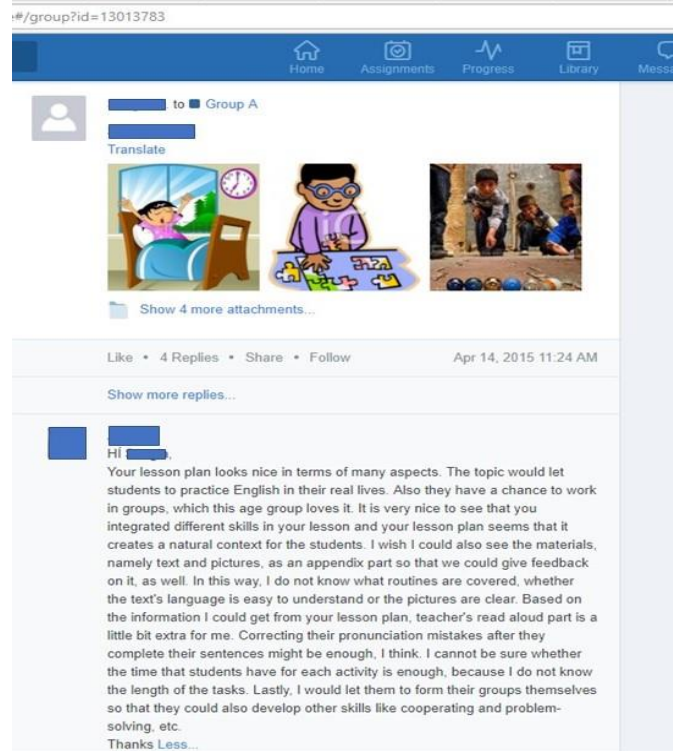 #/group?id=13013783
Home
Assignments
Progress
Library
to Group A
Translate
Show 4 more attachments...
Like • 4 Replies • Share • Follow
Apr 14, 2015 11:24 AM
Show more replies...
Hİ
Your lesson plan looks nice in terms of many aspects. The topic would let
students to practice English in their real lives. Also they have a chance to work
in groups, which this age group loves it. It is very nice to see that you
integrated different skills in your lesson and your lesson plan seems that it
creates a natural context for the students. I wish I could also see the materials,
namely text and pictures, as an appendix part so that we could give feedback
on it, as well. In this way, I do not know what routines are covered, whether
the text's language is easy to understand or the pictures are clear. Based on
the information I could get from your lesson plan, teacher's read aloud part is a
little bit extra for me. Correcting their pronunciation mistakes after they
complete their sentences might be enough, I think. I cannot be sure whether
the time that students have for each activity is enough, because I do not know
the length of the tasks. Lastly, I would let them to form their groups themselves
so that they could also develop other skills like cooperating and problem-
solving, etc.
Thanks Less...